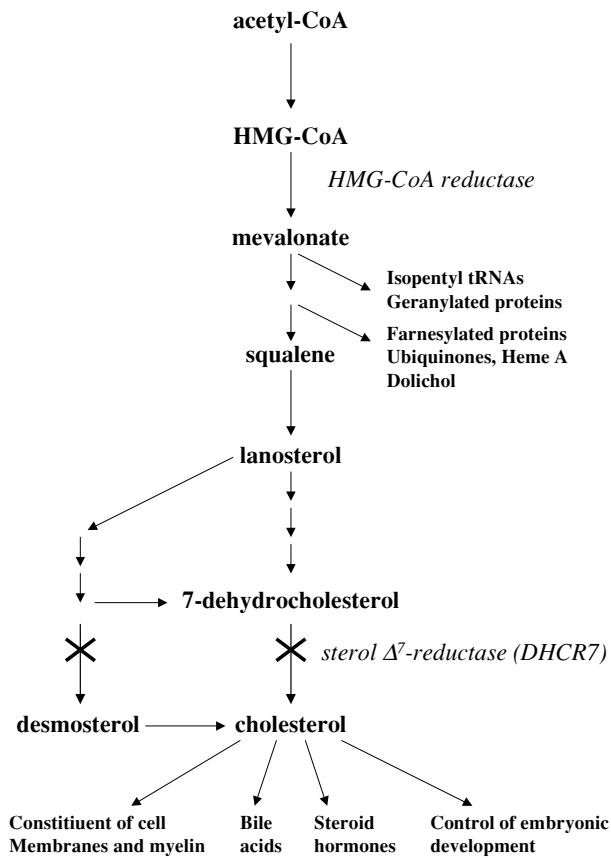 acetyl-CoA
HMG-CoA
HMG-CoA reductase
mevalonate
Isopentyl tRNAs
Geranylated proteins
Farnesylated proteins
Ubiquinones, Heme A
Dolichol
squalene
lanosterol
7-dehydrocholesterol
sterol Δ⁷-reductase (DHCR7)
desmosterol
cholesterol
Constitiuent of cell
Membranes and myelin
Bile
acids
Steroid
hormones
Control of embryonic
development